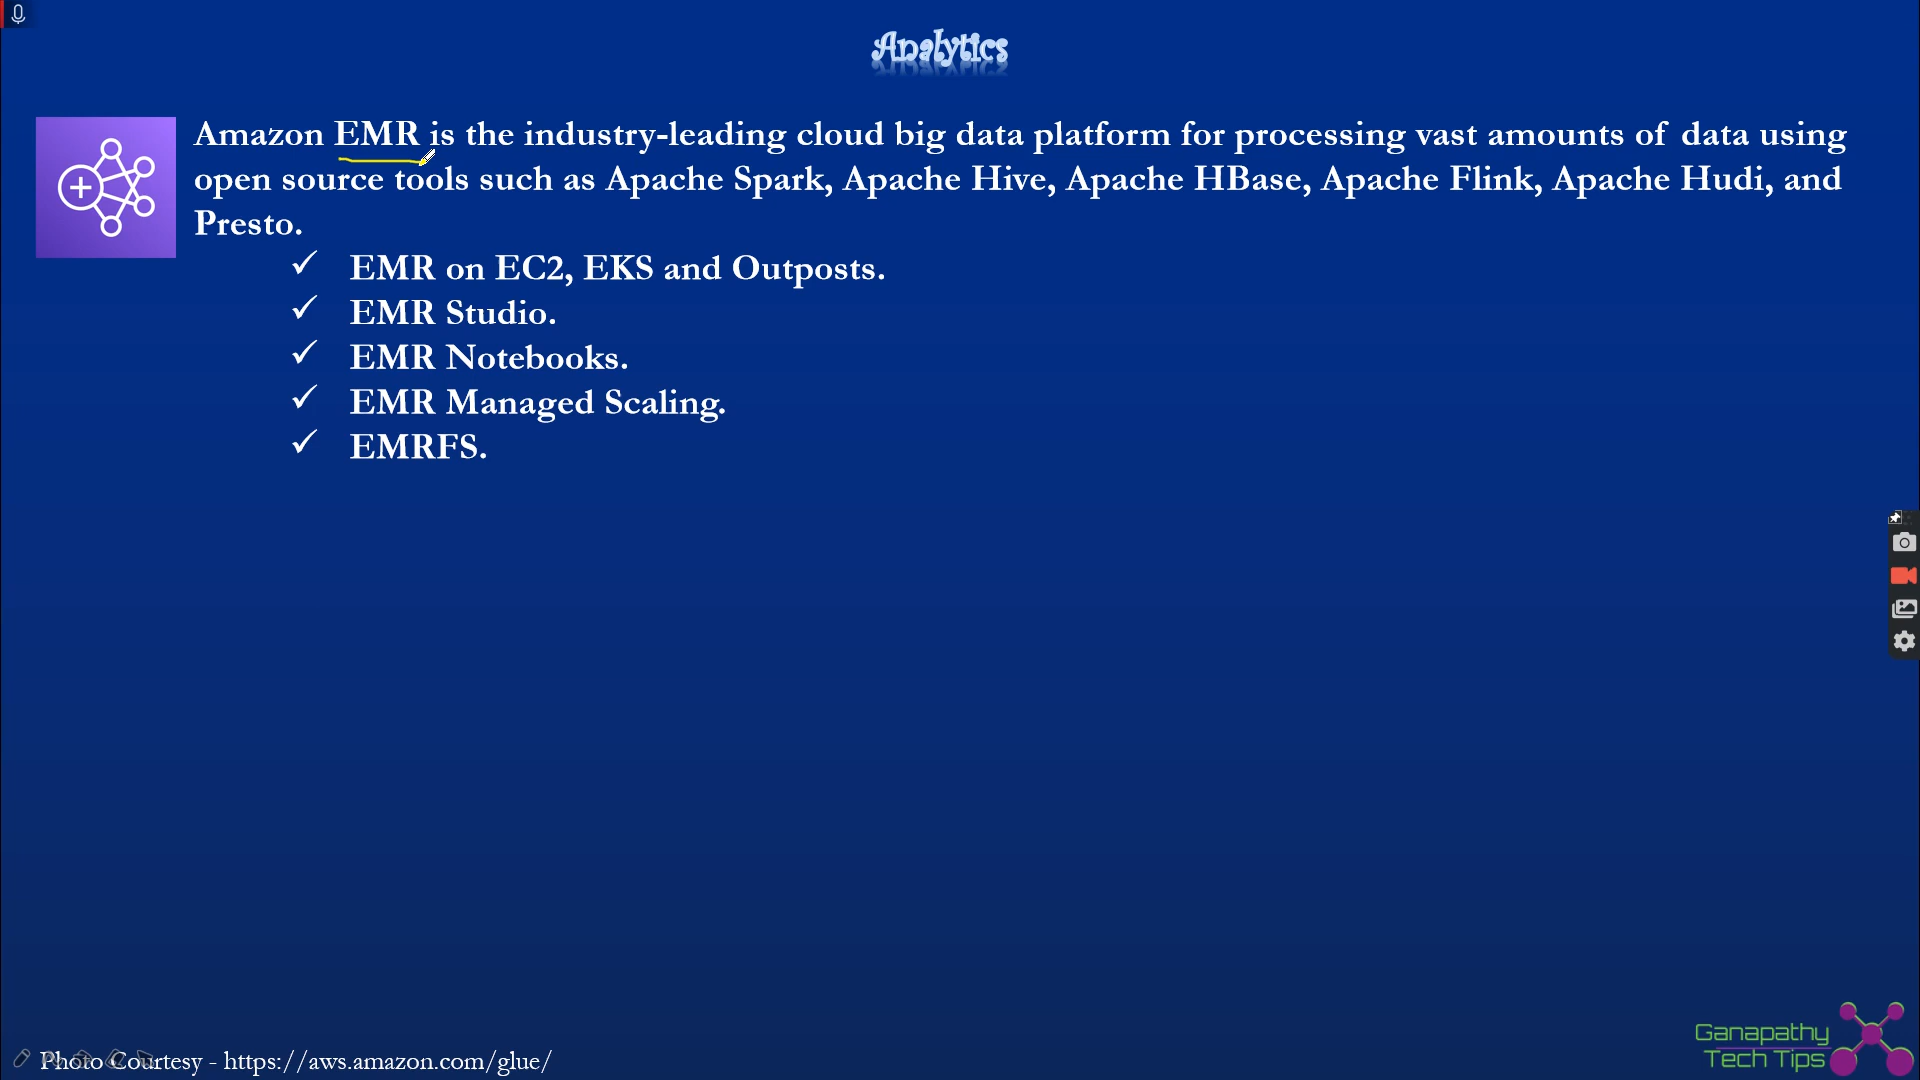 Analytics
Amazon EMR is the industry-leading cloud big data platform for processing vast amounts of data using
open source tools such as Apache Spark, Apache Hive, Apache HBase, Apache Flink, Apache Hudi, and
Presto.
✓ EMR on EC2, EKS and Outposts.
✓ EMR Studio.
✓ EMR Notebooks.
✓ EMR Managed Scaling.
✓ EMRFS.
Photo Courtesy - https://aws.amazon.com/glue/
Ganapathy
Tech Tips